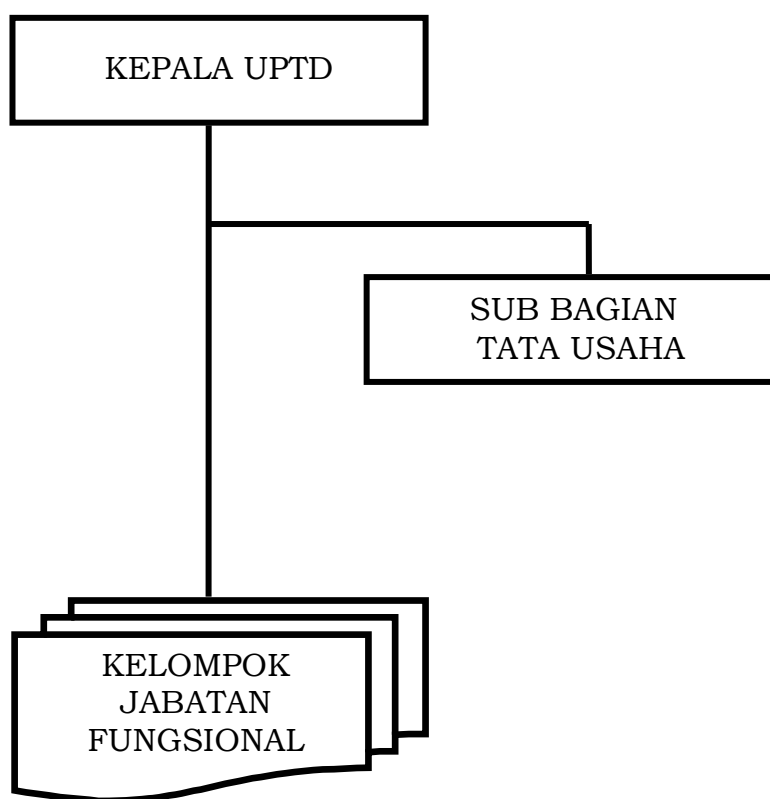 KEPALA UPTD
SUB BAGIAN
TATA USAHA
KELOMPOK
JABATAN
FUNGSIONAL